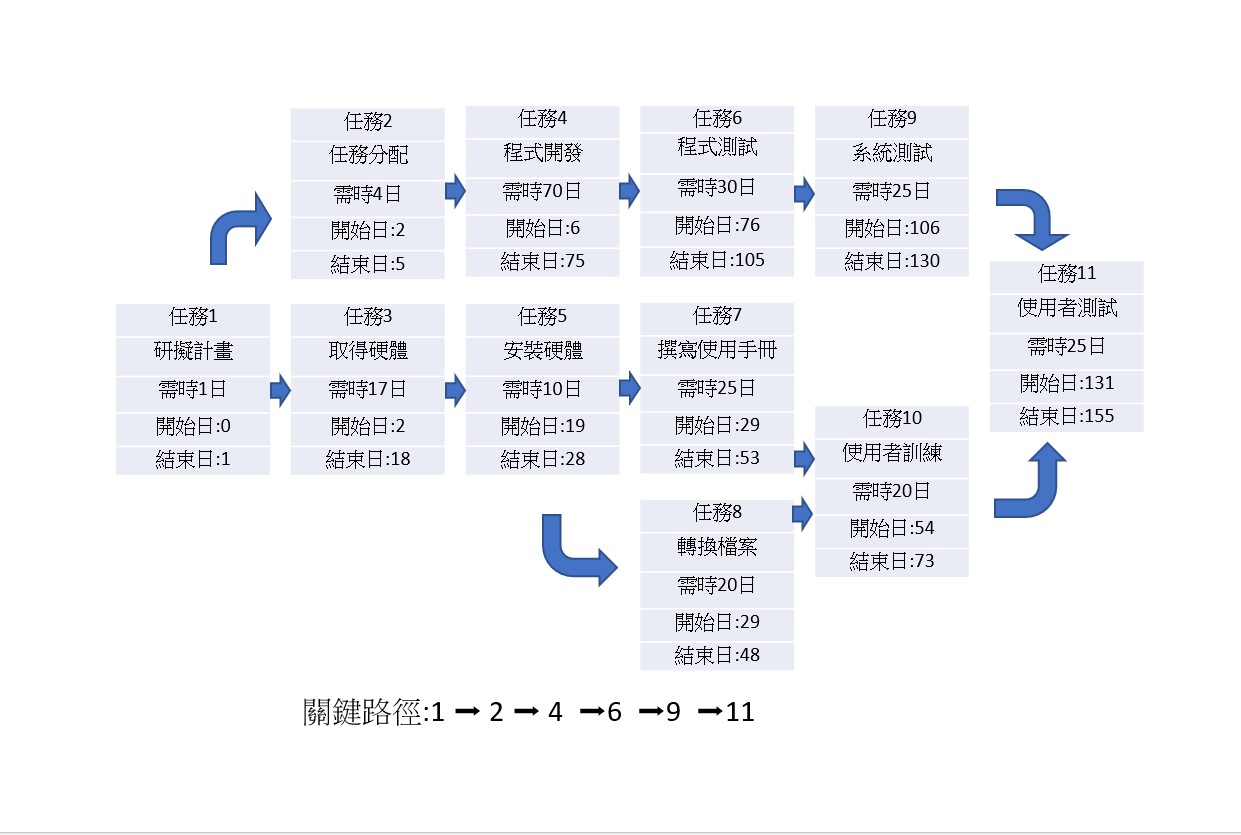 任務2
任務分配
需時4日
開始日:2
結束日:5
任務4
程式開發
需時70日
開始日:6
結束日:75
任務6
程式測試
需時30日
開始日:76
結束日:105
任務9
系統測試
需時25日
開始日:106
結束日:130
任務1
研擬計畫
需時1日
開始日:0
結束日:1
任務3
取得硬體
需時17日
開始日:2
結束日:18
任務5
安裝硬體
需時10日
開始日:19
結束日:28
任務7
撰寫使用手冊
需時25日
開始日:29
結束日:53
任務8
轉換檔案
需時20日
開始日:29
結束日:48
任務10
使用者訓練
需時20日
開始日:54
結束日:73
任務11
使用者測試
需時25日
開始日:131
結束日:155
關鍵路徑:1 ➞ 2 ➞ 4 ➞6 ➞9 ➞11